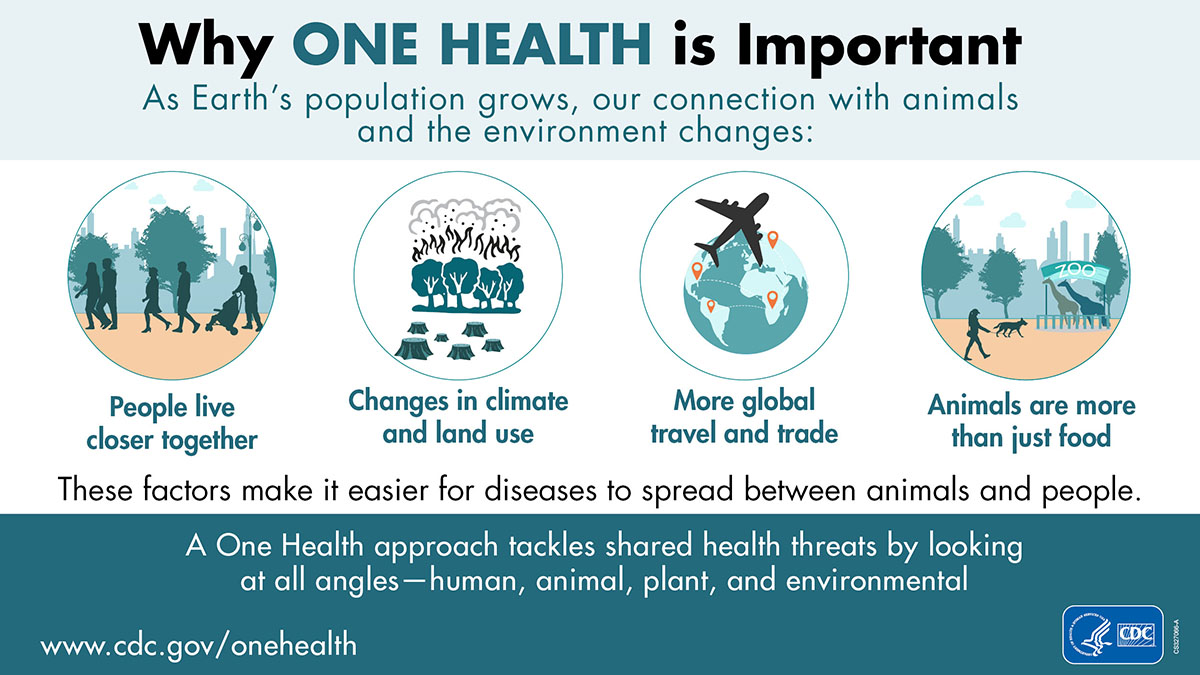 Why ONE HEALTH is Important
As Earth's population grows, our connection with animals
and the environment changes:
ZOO
People live
closer together
Changes in climate
and land use
More global
travel and trade
Animals are more
than just food
These factors make it easier for diseases to spread between animals and people.
A One Health approach tackles shared health threats by looking
at all angles—human, animal, plant, and environmental
www.cdc.gov/onehealth
CDC
CS327066-A